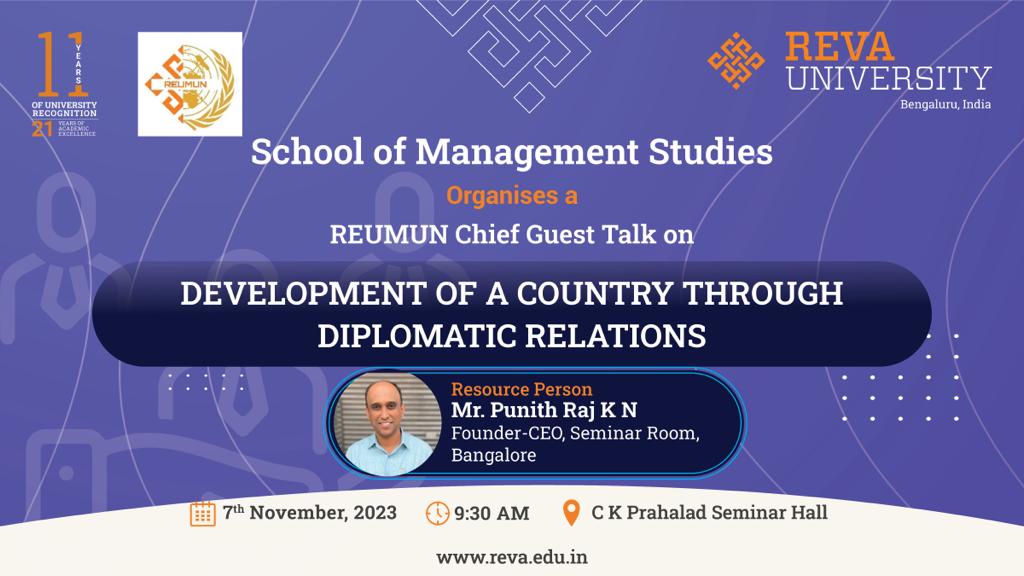 11 YEARS
OF UNIVERSITY
RECOGNITION
21 YEARS OF
ACADEMIC
EXCELLENCE
REUMUN
REVA
UNIVERSITY
Bengaluru, India
School of Management Studies
Organises a
REUMUN Chief Guest Talk on
DEVELOPMENT OF A COUNTRY THROUGH
DIPLOMATIC RELATIONS
Resource Person
Mr. Punith Raj K N
Founder-CEO, Seminar Room,
Bangalore
7th November, 2023 9:30 AM C K Prahalad Seminar Hall
www.reva.edu.in